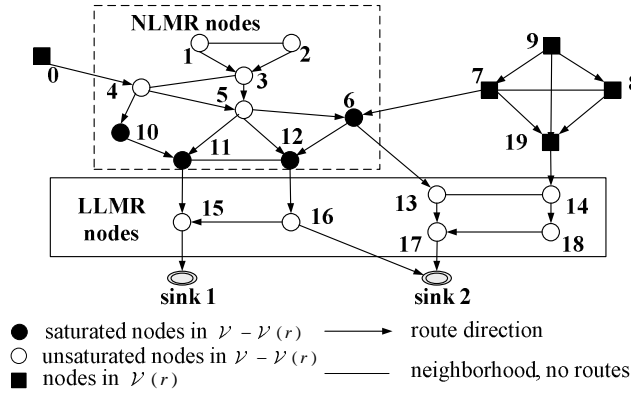 NLMR nodes
1
2
9
0
3
7
8
4
5
6
10
11
12
19
LLMR
nodes
15
16
13
14
17
18
sink 1
sink 2
saturated nodes in 𝒱 − 𝒱 (r)
route direction
unsaturated nodes in 𝒱 − 𝒱 (r)
neighborhood, no routes
nodes in 𝒱 (r)